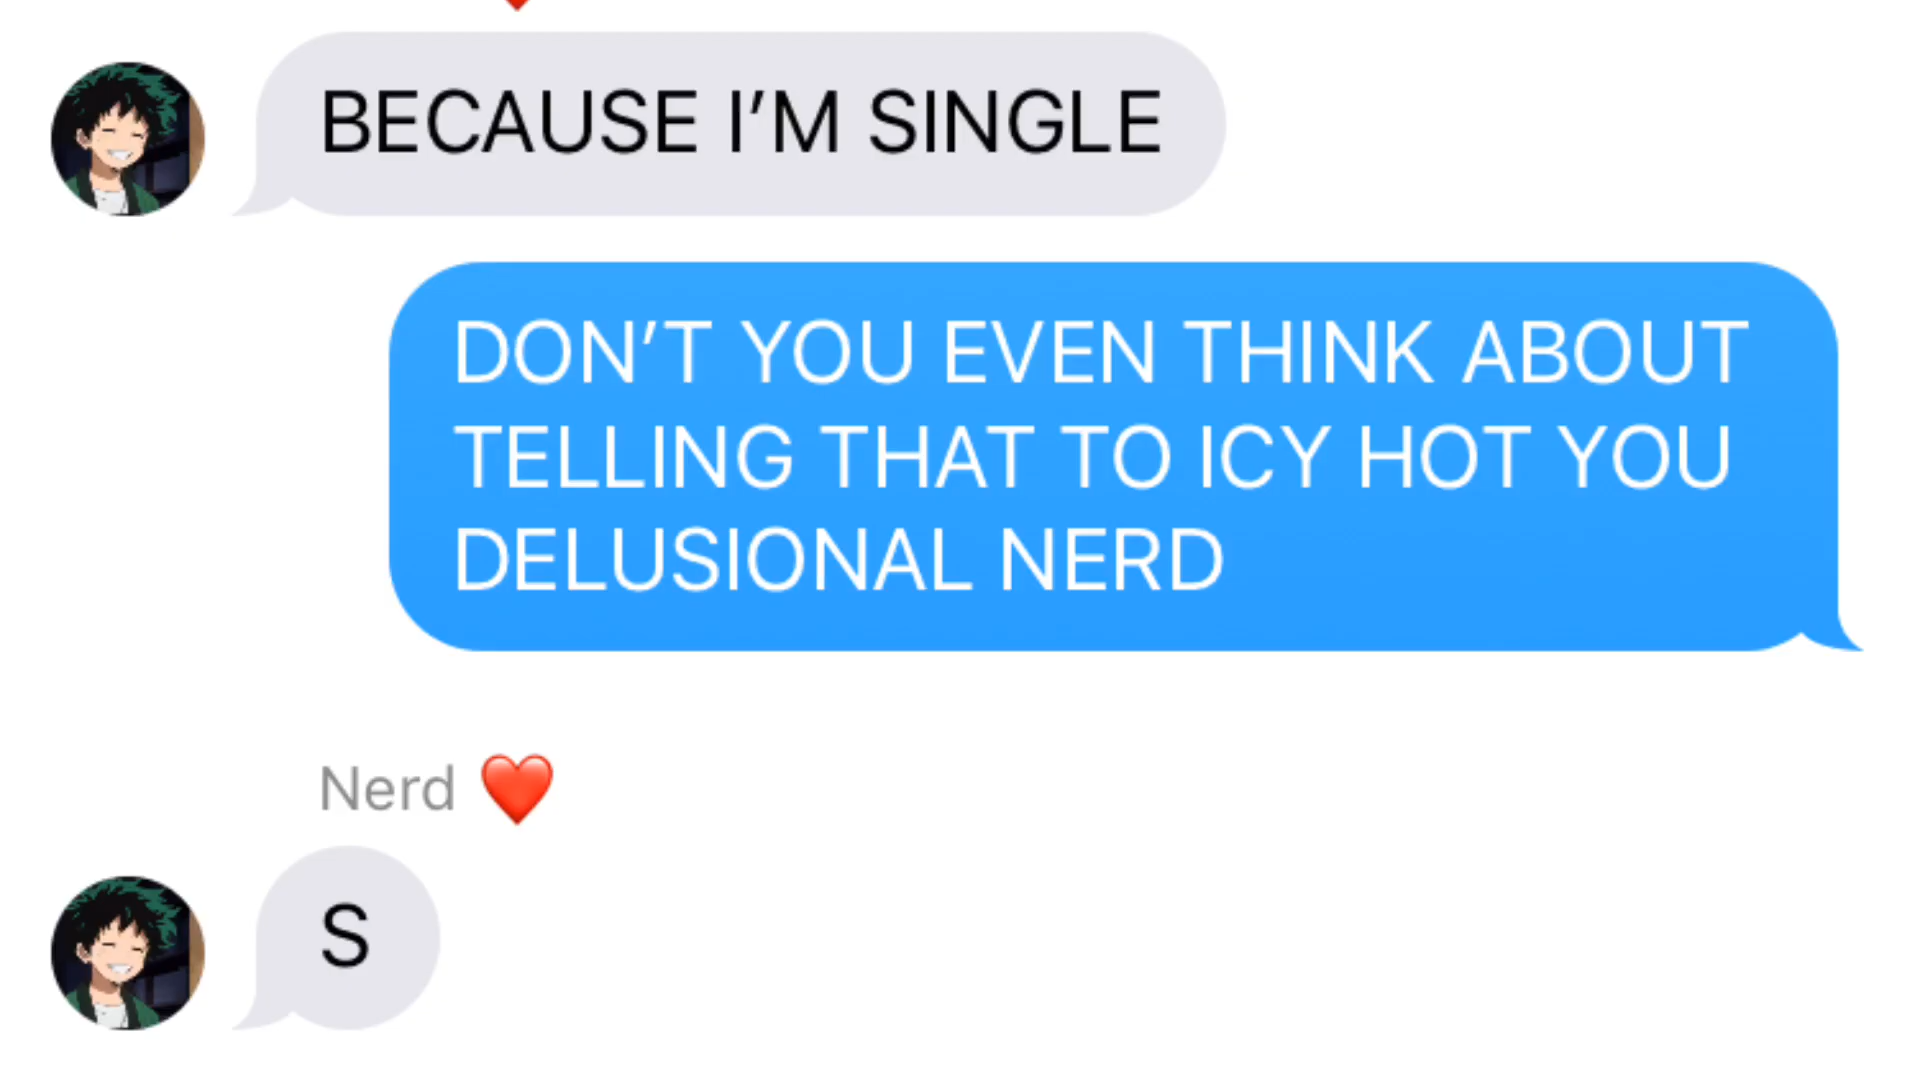 BECAUSE I’M SINGLE
DON’T YOU EVEN THINK ABOUT
TELLING THAT TO ICY HOT YOU
DELUSIONAL NERD
Nerd ❤️
S